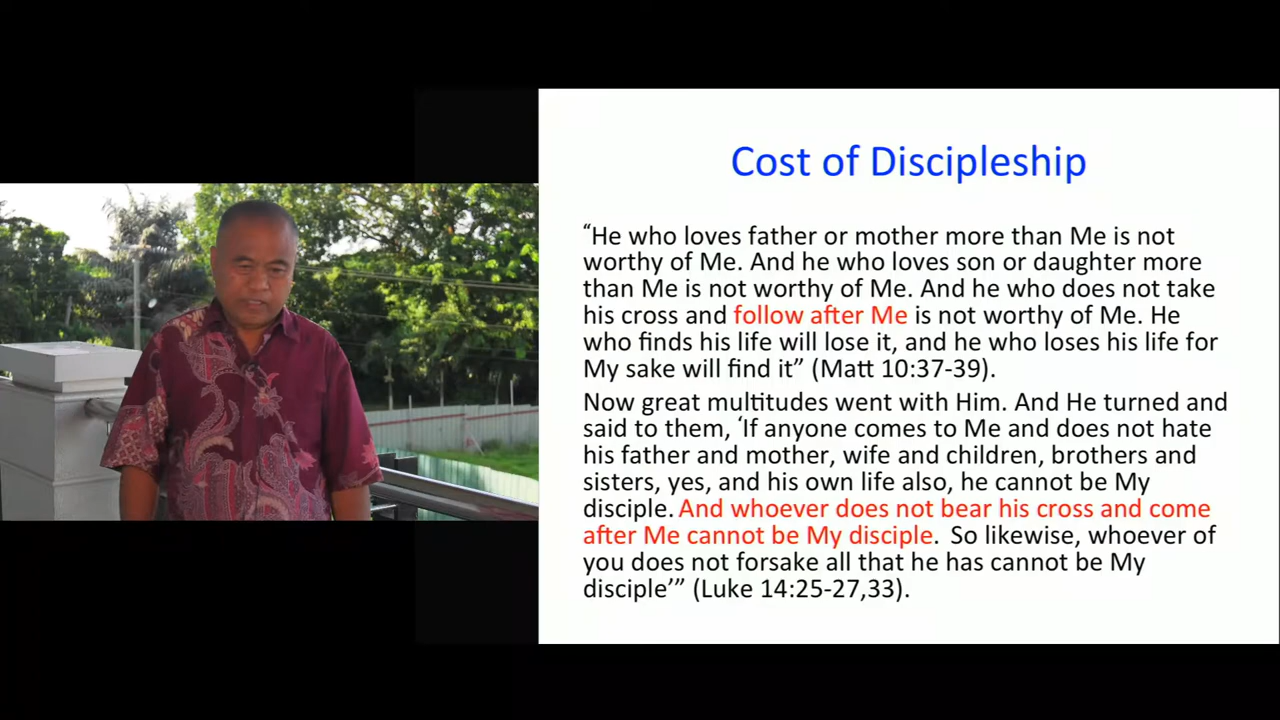 Cost of Discipleship
“He who loves father or mother more than Me is not
worthy of Me. And he who loves son or daughter more
than Me is not worthy of Me. And he who does not take
his cross and follow after Me is not worthy of Me. He
who finds his life will lose it, and he who loses his life for
My sake will find it” (Matt 10:37-39).
Now great multitudes went with Him. And He turned and
said to them, ‘If anyone comes to Me and does not hate
his father and mother, wife and children, brothers and
sisters, yes, and his own life also, he cannot be My
disciple. And whoever does not bear his cross and come
after Me cannot be My disciple. So likewise, whoever of
you does not forsake all that he has cannot be My
disciple’” (Luke 14:25-27,33).